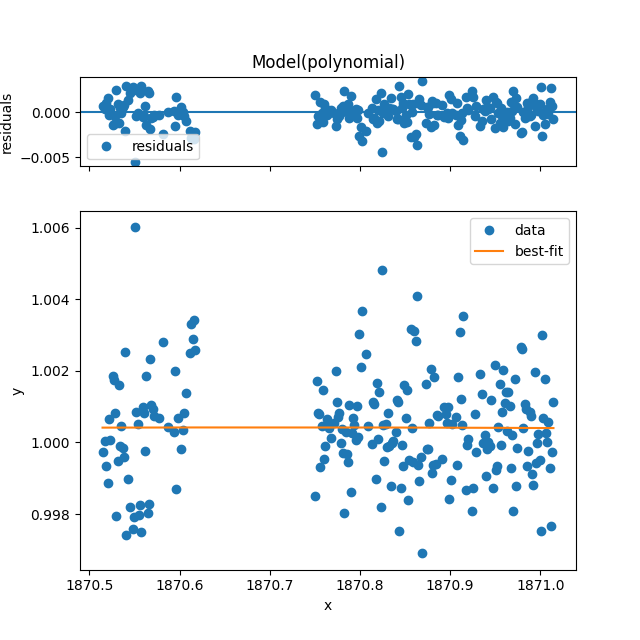 Model(polynomial)
residuals
0.000
−0.005
residuals
y
1.006
1.004
1.002
1.000
0.998
data
best-fit
1870.5 1870.6 1870.7 1870.8 1870.9 1871.0
x